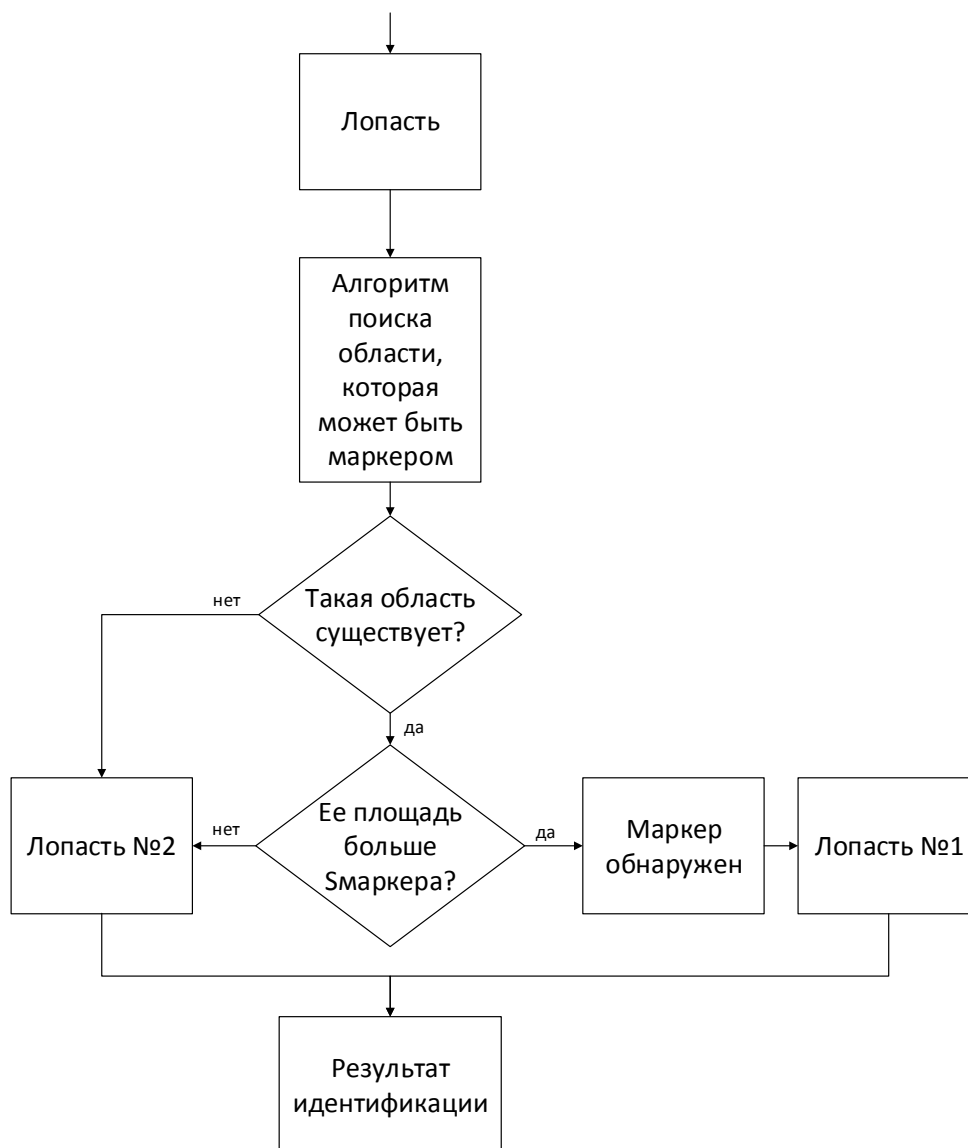 Лопасть
Алгоритм
поиска
области,
которая
может быть
маркером
нет
Такая область
существует?
да
Лопасть №2
нет
Ее площадь
больше
Sмаркера?
да
Маркер
обнаружен
Лопасть №1
Результат
идентификации